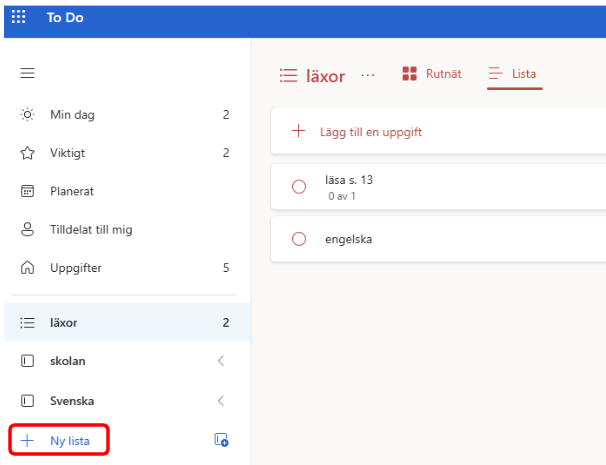 To Do
Min dag 2
Viktigt 2
Planerat
Tilldelat till mig
Uppgifter 5
läxor 2
skolan
Svenska
Ny lista
läxor ... Rutnät Lista
Lägg till en uppgift
läsa s. 13
0 av 1
engelska